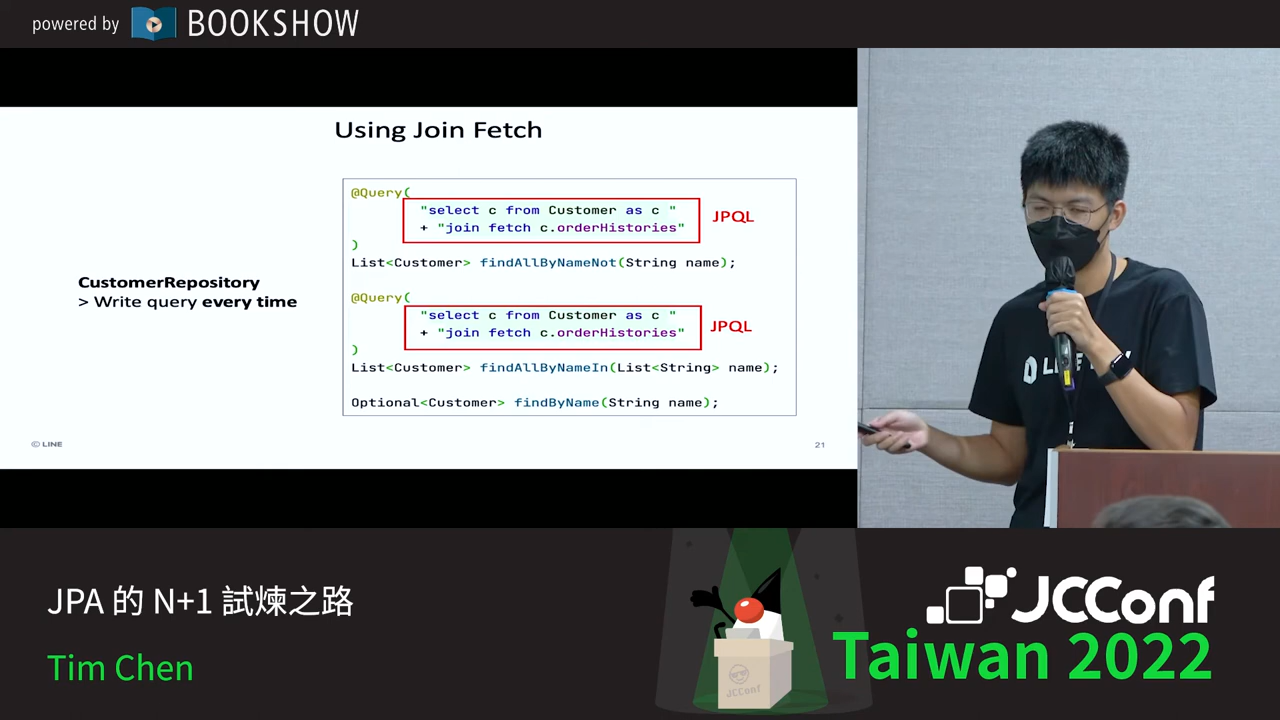 powered by BOOKSHOW
Using Join Fetch
@Query(
"select c from Customer as c "
+ "join fetch c.orderHistories"
JPQL
)
List<Customer> findAllByNameNot(String name);
CustomerRepository
> Write query every time
@Query(
"select c from Customer as c "
+ "join fetch c.orderHistories"
JPQL
)
List<Customer> findAllByNameIn(List<String> name);
Optional<Customer> findByName(String name);
© LINE
21
JPA 的 N+1 試煉之路
Tim Chen
JCConf
JCConf
Taiwan 2022